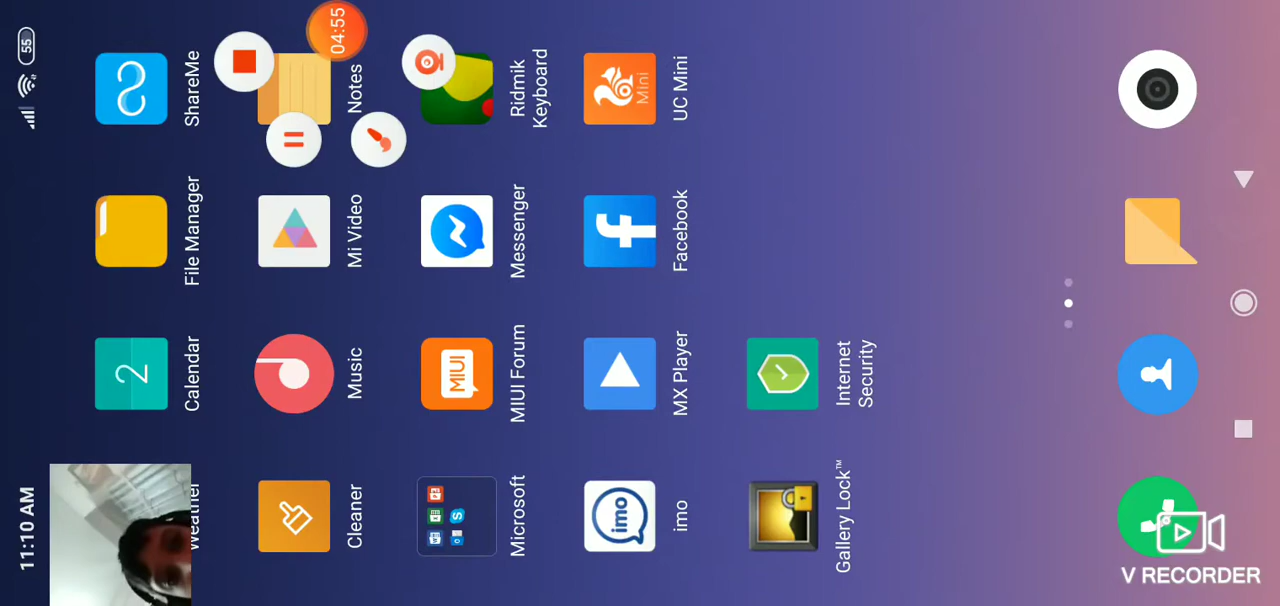 11:10 AM
55
Weather
Calendar
File Manager
ShareMe
Cleaner
Music
Mi Video
Notes
04:55
Microsoft
MIUI
MIUI Forum
Messenger
Ridmik
Keyboard
imo
imo
MX Player
Facebook
Mini
UC Mini
Gallery Lock™
Internet
Security
2
V RECORDER